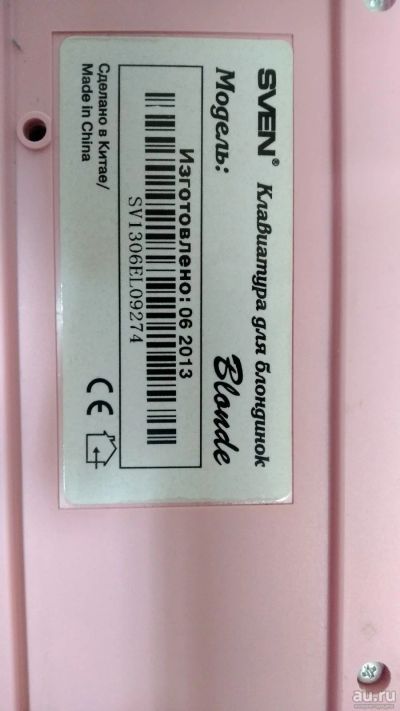 SVEN® Клавиатура для блондинок
Модель: Blonde
Изготовлено: 06 2013
SV1306EL09274
Сделано в Китае/
Made in China
CE
au.ru